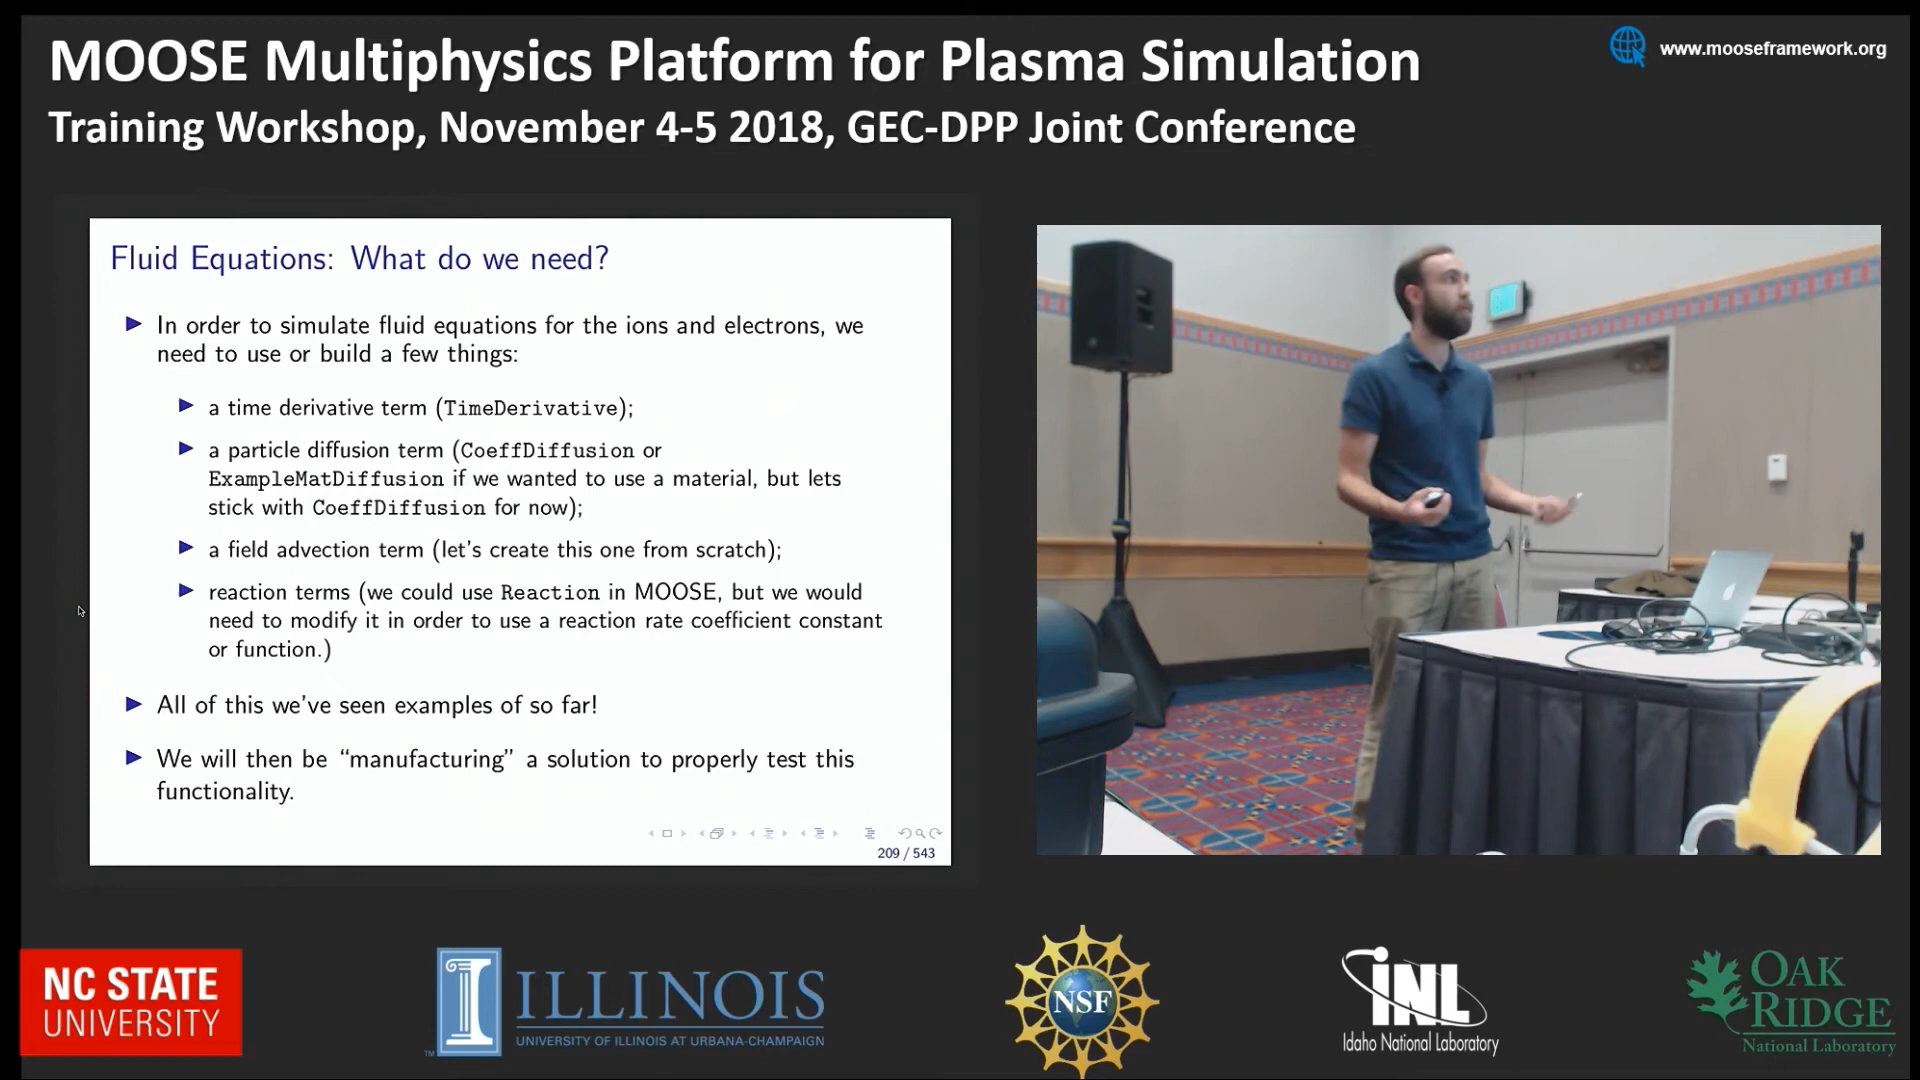 MOOSE Multiphysics Platform for Plasma Simulation
www.mooseframework.org
Training Workshop, November 4-5 2018, GEC-DPP Joint Conference
Fluid Equations: What do we need?
In order to simulate fluid equations for the ions and electrons, we
need to use or build a few things:
a time derivative term (TimeDerivative);
a particle diffusion term (CoeffDiffusion or
ExampleMatDiffusion if we wanted to use a material, but lets
stick with CoeffDiffusion for now);
a field advection term (let's create this one from scratch);
reaction terms (we could use Reaction in MOOSE, but we would
need to modify it in order to use a reaction rate coefficient constant
or function.)
All of this we've seen examples of so far!
We will then be “manufacturing” a solution to properly test this
functionality.
209 / 543
NC STATE
UNIVERSITY
I ILLINOIS
UNIVERSITY OF ILLINOIS AT URBANA-CHAMPAIGN
TM
NSF
INL
Idaho National Laboratory
OAK
RIDGE
National Laboratory